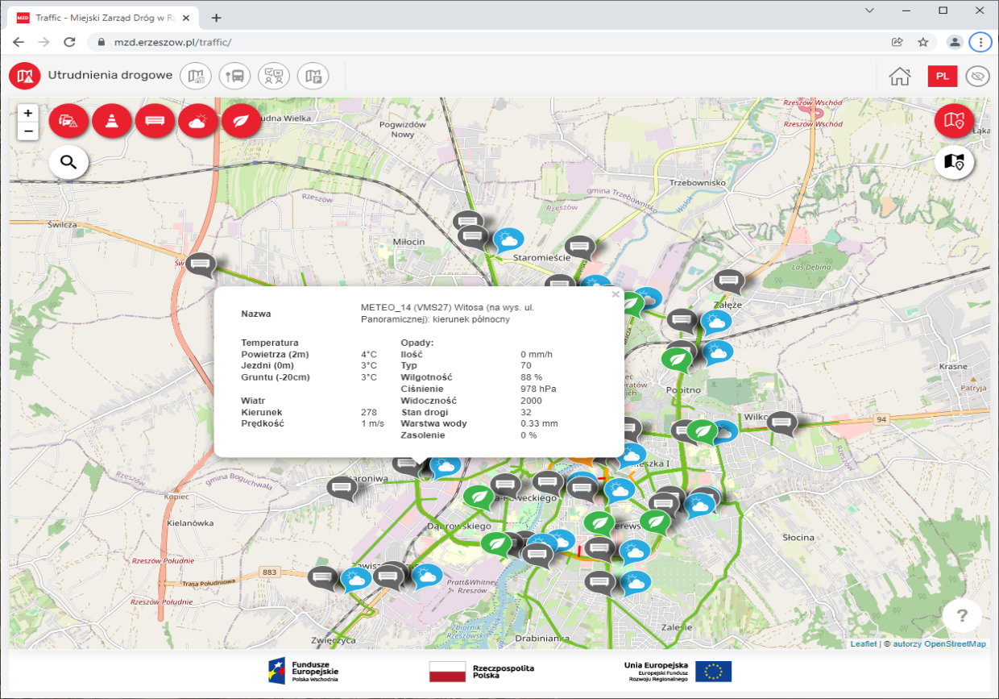 MZD Traffic - Miejski Zarząd Dróg w Rz
mzd.erzeszow.pl/traffic/
Utrudnienia drogowe
PL
+
−
udna Wielka
Pogwizdów
Nowy
Rzeszów Wschód
Rzeszów Wschód
Łąka
Trzebownisko
gmina Trzebownisko
Rzeszów
Rzeszów
Wisłok
Świlcza
Miłocin
Staromieście
Las Dębina
Załęże
Krasne
Patryja
Pobitno
Wilko
94
Nazwa
METEO_14 (VMS27) Witosa (na wys. ul.
Panoramicznej): kierunek północny
Temperatura Opady:
Powietrza (2m) 4°C Ilość 0 mm/h
Jezdni (0m) 3°C Typ 70
Gruntu (-20cm) 3°C Wilgotność 88 %
Ciśnienie 978 hPa
Wiatr Widoczność 2000
Kierunek 278 Stan drogi 32
Prędkość 1 m/s Warstwa wody 0.33 mm
Zasolenie 0 %
×
aroniwa
gmina Boguchwała
Kopiec
Kielanówka
Dąbrowskiego
Słocina
Rzeszów Południe
883
Trasa Południowa
Rzeszów Południe
Pratt&Whitney
Rzeszów
Zbiornik
Rzeszowski
Zwięczyca
Drabinianka
Zalesie
?
Leaflet | © autorzy OpenStreetMap
Fundusze
Europejskie
Polska Wschodnia
Rzeczpospolita
Polska
Unia Europejska
Europejski Fundusz
Rozwoju Regionalnego